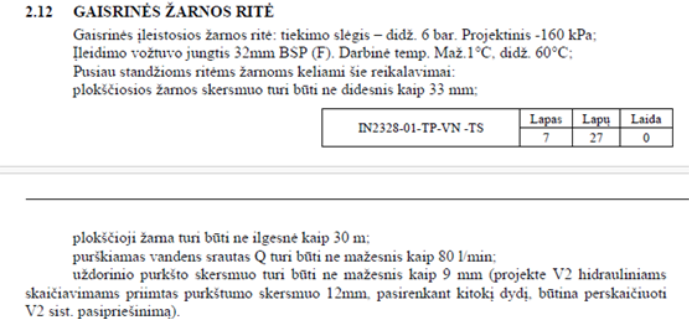 2.12 GAISRINĖS ŽARNOS RITĖ
Gaisrinės įleistosios žarnos ritė: tiekimo slėgis – didž. 6 bar. Projektinis -160 kPa;
Įleidimo vožtuvo jungtis 32mm BSP (F). Darbinė temp. Maž.1°C, didž. 60°C;
Pusiau standžioms ritėms žarnoms keliami šie reikalavimai:
plokščiosios žarnos skersmuo turi būti ne didesnis kaip 33 mm;
IN2328-01-TP-VN -TS
Lapas Lapų Laida
7 27 0
plokščioji žarna turi būti ne ilgesnė kaip 30 m;
purškiamas vandens srautas Q turi būti ne mažesnis kaip 80 l/min;
uždorinio purkšto skersmuo turi būti ne mažesnis kaip 9 mm (projekte V2 hidrauliniams
skaičiavimams priimtas purkštumo skersmuo 12mm, pasirenkant kitokį dydį, būtina perskaičiuoti
V2 sist. pasipriešinimą).